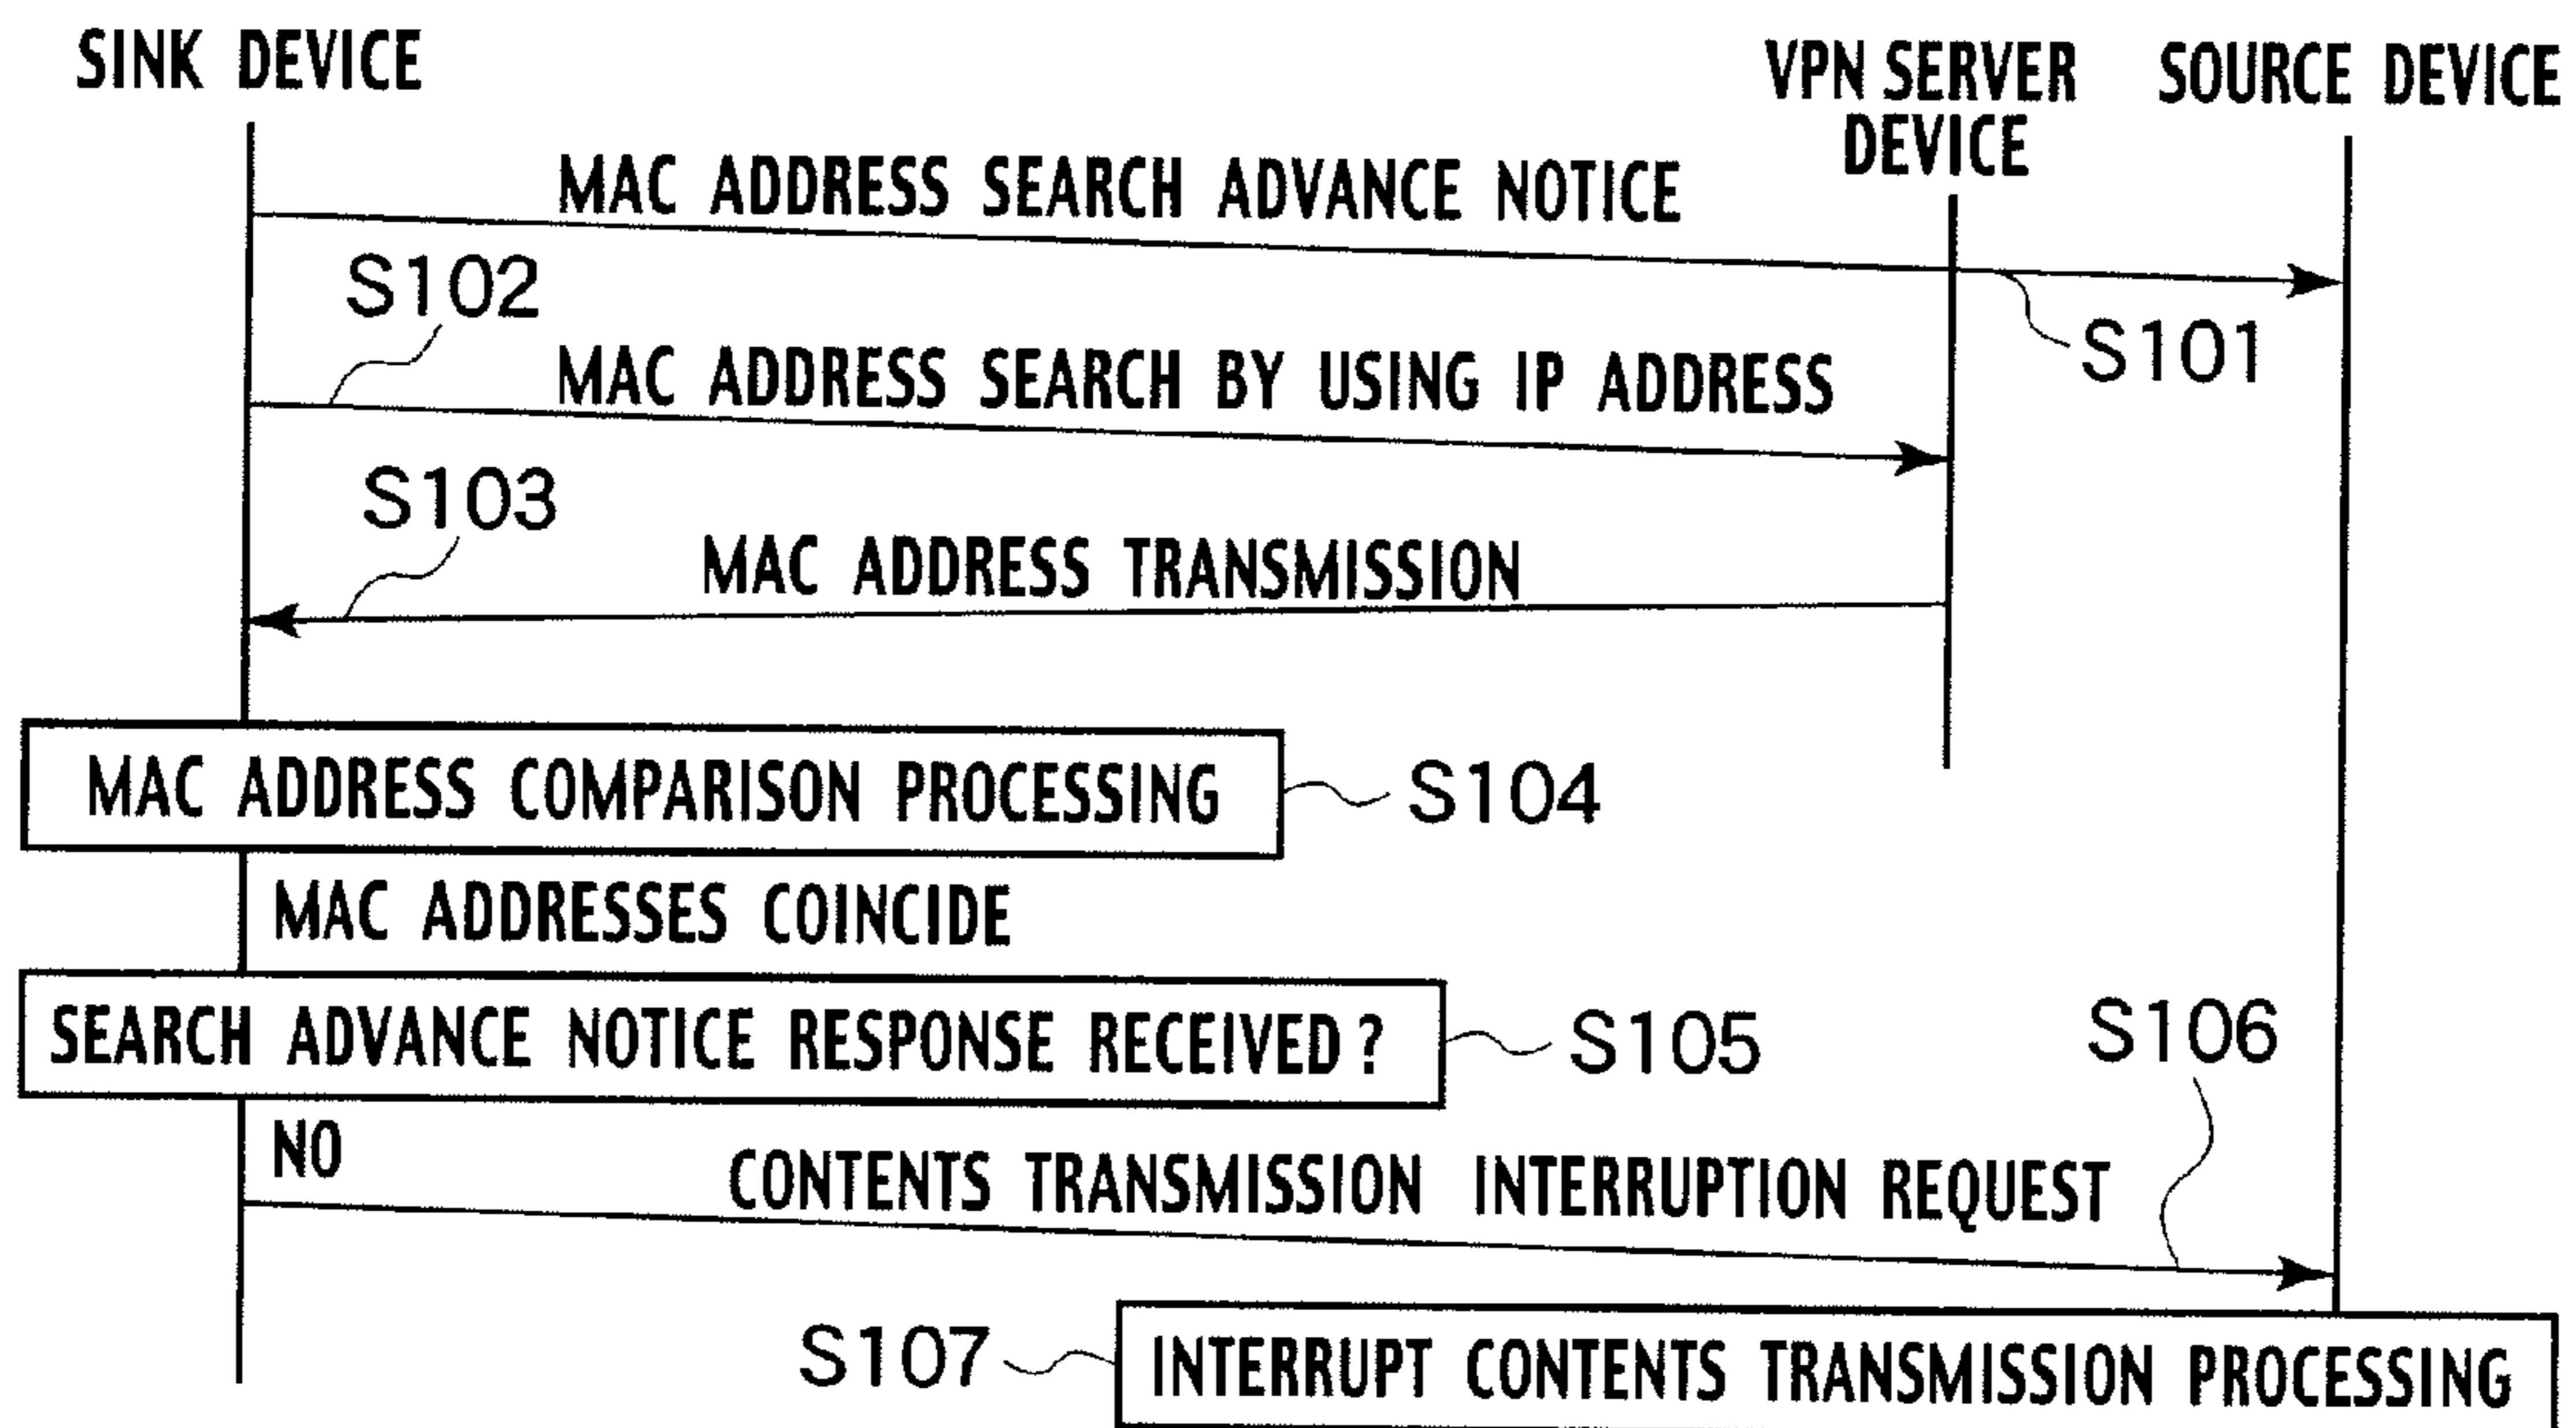 SINK DEVICE
VPN SERVER
DEVICE
SOURCE DEVICE
MAC ADDRESS SEARCH ADVANCE NOTICE
S101
S102
MAC ADDRESS SEARCH BY USING IP ADDRESS
S103
MAC ADDRESS TRANSMISSION
MAC ADDRESS COMPARISON PROCESSING
S104
MAC ADDRESSES COINCIDE
SEARCH ADVANCE NOTICE RESPONSE RECEIVED?
S105
S106
NO
CONTENTS TRANSMISSION INTERRUPTION REQUEST
S107
INTERRUPT CONTENTS TRANSMISSION PROCESSING